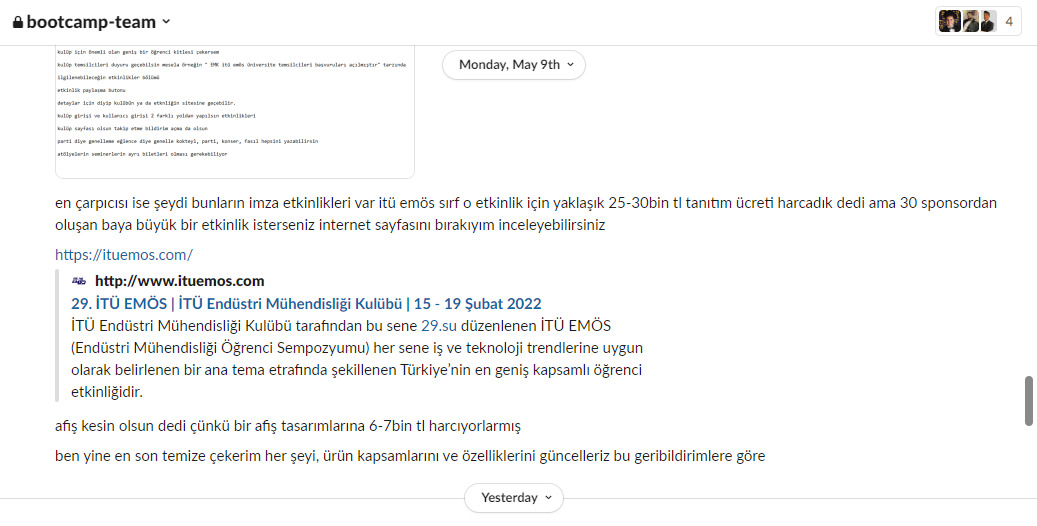 bootcamp-team
4
kulüp için önemli olan geniş bir öğrenci kitlesi çekersem
Monday, May 9th
kulüp temsilcileri duyuru geçebilsin mesela örneğin " EMK itü emös üniversite temsilcileri başvuruları açılmıştır" tarzında
ilgilenebileceğin etkinlikler bölümü
etkinlik paylaşma butonu
detaylar için diyip kulübün ya da etknliğin sitesine geçebilir.
kulüp girişi ve kullanıcı girişi 2 farklı yoldan yapılsın etkinlikleri
kulüp sayfası olsun takip etme bildirim açma da olsun
parti diye genelleme eğlence diye genelle kokteyl, parti, konser, fasıl hepsini yazabilirsin
atölyelerin seminerlerin ayrı biletleri olması gerekebiliyor
en çarpıcısı ise şeydi bunların imza etkinlikleri var itü emös sırf o etkinlik için yaklaşık 25-30bin tl tanıtım ücreti harcadık dedi ama 30 sponsordan
oluşan baya büyük bir etkinlik isterseniz internet sayfasını bırakıyım inceleyebilirsiniz
https://ituemos.com/
http://www.ituemos.com
29. İTÜ EMÖS | İTÜ Endüstri Mühendisliği Kulübü | 15 - 19 Şubat 2022
İTÜ Endüstri Mühendisliği Kulübü tarafından bu sene 29.su düzenlenen İTÜ EMÖS
(Endüstri Mühendisliği Öğrenci Sempozyumu) her sene iş ve teknoloji trendlerine uygun
olarak belirlenen bir ana tema etrafında şekillenen Türkiye'nin en geniş kapsamlı öğrenci
etkinliğidir.
afiş kesin olsun dedi çünkü bir afiş tasarımlarına 6-7bin tl harcıyorlarmış
ben yine en son temize çekerim her şeyi, ürün kapsamlarını ve özelliklerini güncelleriz bu geribildirimlere göre
Yesterday